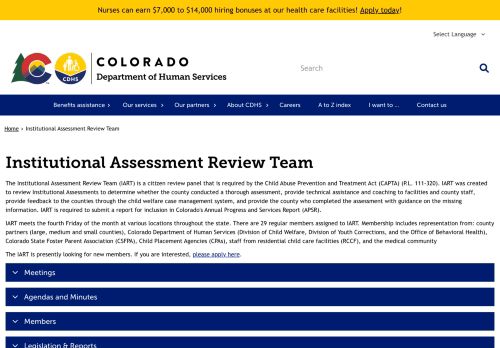 Nurses can earn $7,000 to $14,000 hiring bonuses at our health care facilities! Apply today!
Select Language
CDHS
COLORADO
Department of Human Services
Search
Benefits assistance
Our services
Our partners
About CDHS
Careers
A to Z index
I want to ...
Contact us
Home › Institutional Assessment Review Team
Institutional Assessment Review Team
The Institutional Assessment Review Team (IART) is a citizen review panel that is required by the Child Abuse Prevention and Treatment Act (CAPTA) (P.L. 111-320). IART was created
to review Institutional Assessments to determine whether the county conducted a thorough assessment, provide technical assistance and coaching to facilities and county staff,
provide feedback to the counties through the child welfare case management system, and provide the county who completed the assessment with guidance on the missing
information. IART is required to submit a report for inclusion in Colorado's Annual Progress and Services Report (APSR).
IART meets the fourth Friday of the month at various locations throughout the state. There are 29 regular members assigned to IART. Membership includes representation from: county
partners (large, medium and small counties), Colorado Department of Human Services (Division of Child Welfare, Division of Youth Corrections, and the Office of Behavioral Health),
Colorado State Foster Parent Association (CSFPA), Child Placement Agencies (CPAs), staff from residential child care facilities (RCCF), and the medical community
The IART is presently looking for new members. If you are interested, please apply here.
Meetings
Agendas and Minutes
Members
Legislation & Reports